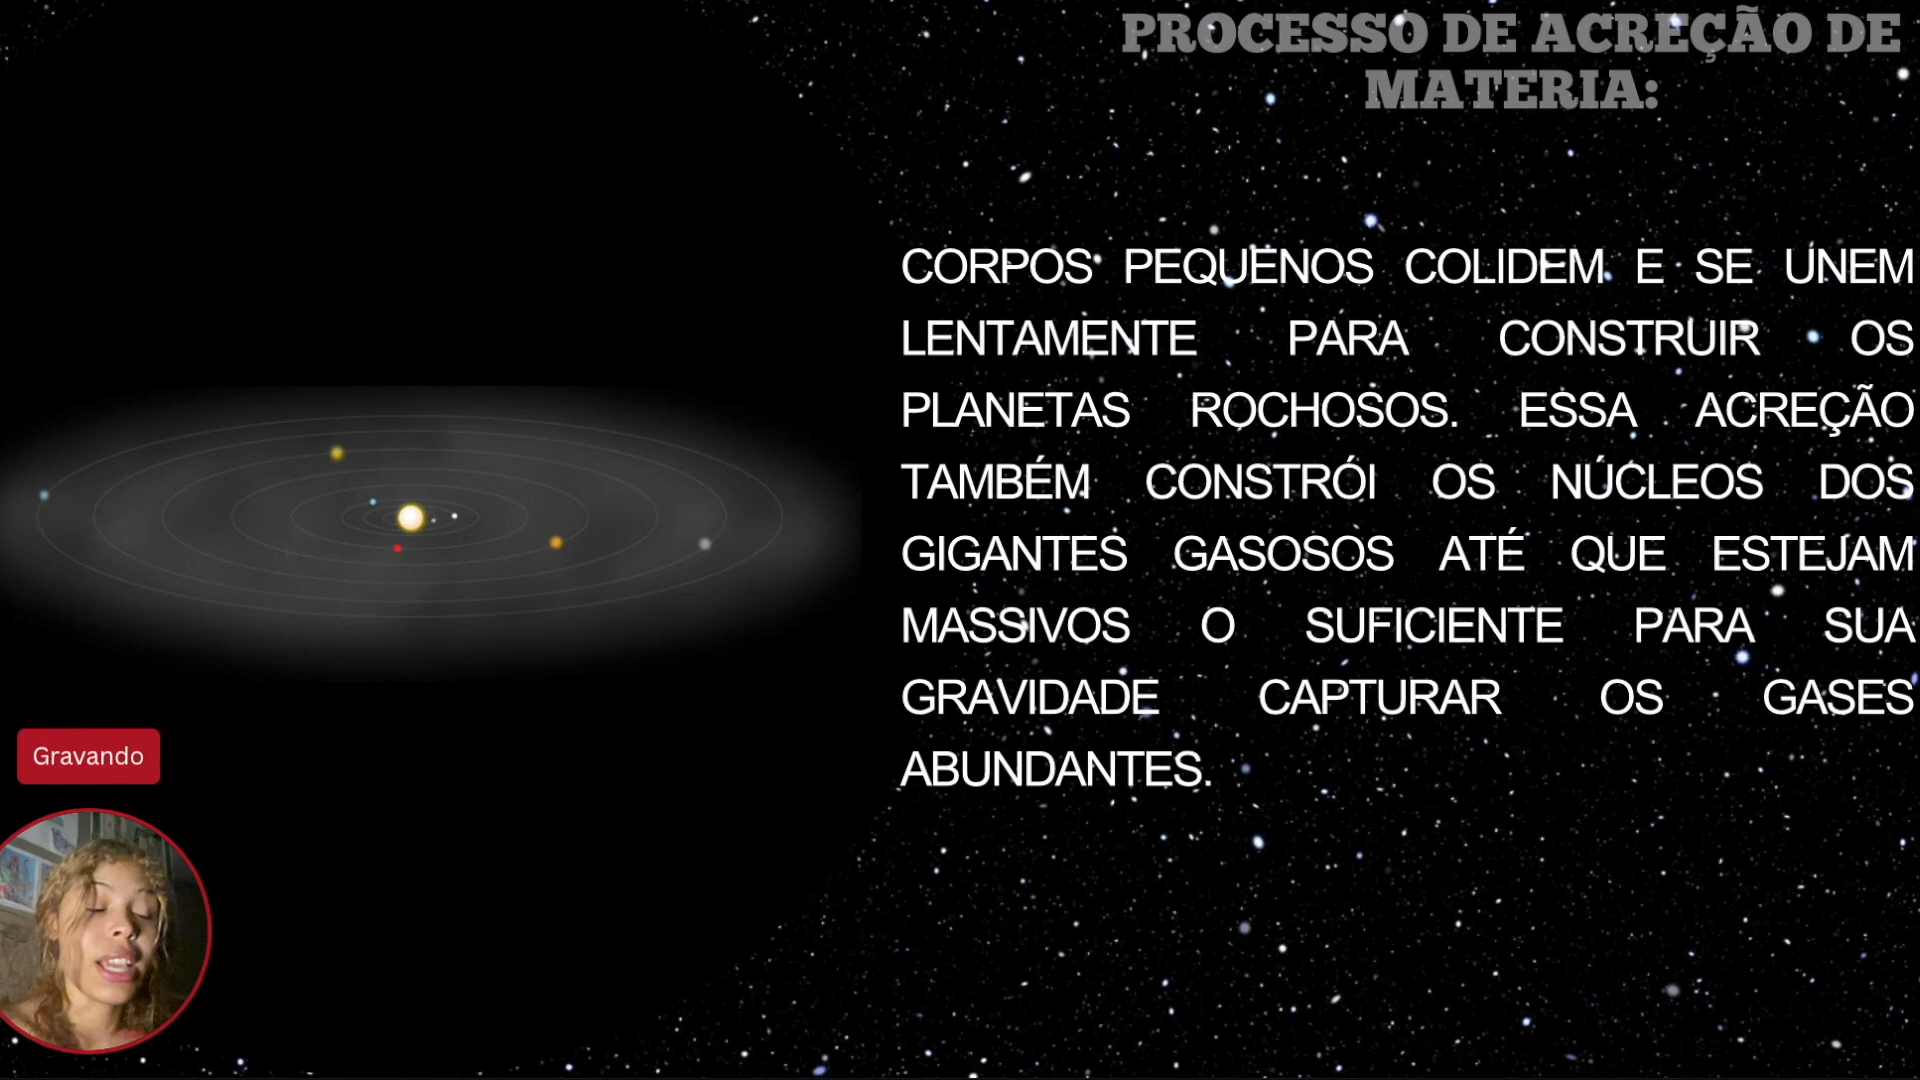 PROCESSO DE ACREÇÃO DE
MATERIA:
CORPOS PEQUENOS COLIDEM E SE UNEM
LENTAMENTE PARA CONSTRUIR OS
PLANETAS ROCHOSOS. ESSA ACREÇÃO
TAMBÉM CONSTRÓI OS NÚCLEOS DOS
GIGANTES GASOSOS ATÉ QUE ESTEJAM
MASSIVOS O SUFICIENTE PARA SUA
GRAVIDADE CAPTURAR OS GASES
ABUNDANTES.
Gravando